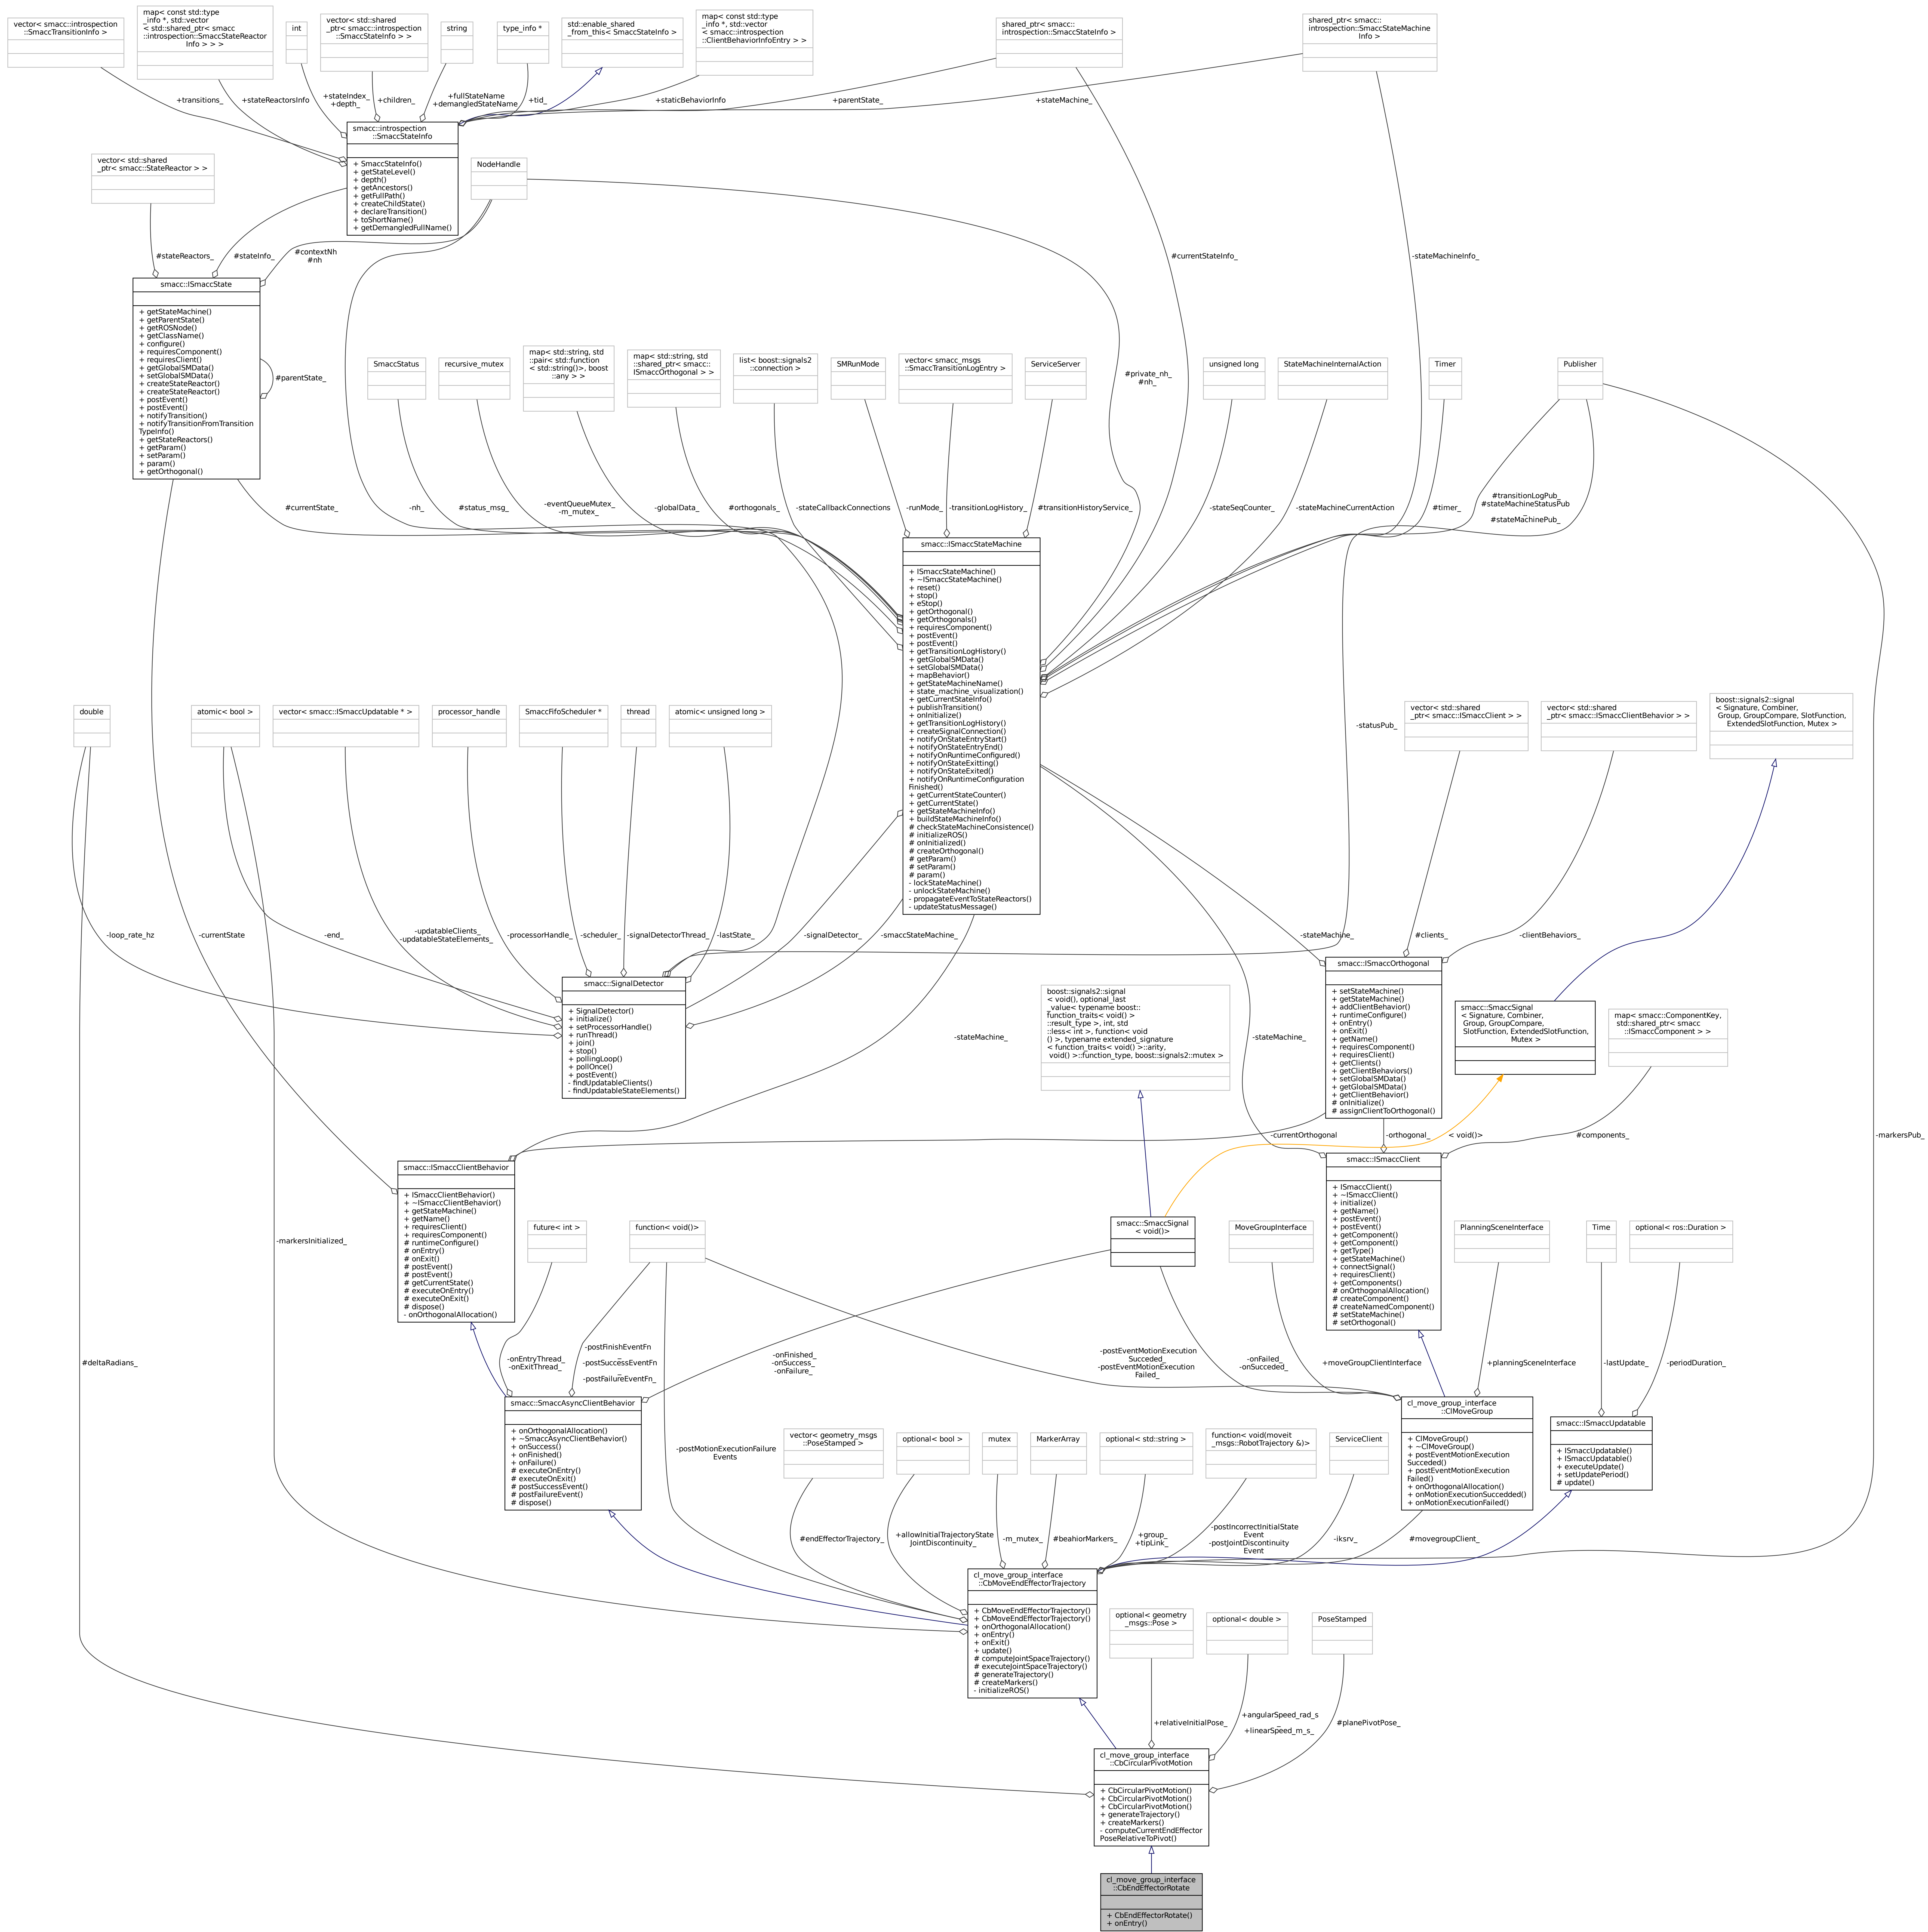 vector< smacc::introspection
::SmaccTransitionInfo >
map< const std::type
_info *, std::vector
< std::shared_ptr< smacc
::introspection::SmaccStateReactor
Info > > >
int
vector< std::shared
_ptr< smacc::introspection
::SmaccStateInfo > >
string
type_info *
std::enable_shared
_from_this< SmaccStateInfo >
map< const std::type
_info *, std::vector
< smacc::introspection
::ClientBehaviorInfoEntry > >
shared_ptr< smacc::
introspection::SmaccStateInfo >
shared_ptr< smacc::
introspection::SmaccStateMachine
Info >
+transitions_
+stateReactorsInfo
+stateIndex_
+depth_
+children_
+fullStateName
+demangledStateName
+tid_
+staticBehaviorInfo
+parentState_
+stateMachine_
smacc::introspection
::SmaccStateInfo
+ SmaccStateInfo()
+ getStateLevel()
+ depth()
+ getAncestors()
+ getFullPath()
+ createChildState()
+ declareTransition()
+ toShortName()
+ getDemangledFullName()
vector< std::shared
_ptr< smacc::StateReactor > >
NodeHandle
#stateReactors_
#stateInfo_
#contextNh
#nh
#currentStateInfo_
-stateMachineInfo_
smacc::ISmaccState
+ getStateMachine()
+ getParentState()
+ getROSNode()
+ getClassName()
+ configure()
+ requiresComponent()
+ requiresClient()
+ getGlobalSMData()
+ setGlobalSMData()
+ createStateReactor()
+ createStateReactor()
+ postEvent()
+ postEvent()
+ notifyTransition()
+ notifyTransitionFromTransition
TypeInfo()
+ getStateReactors()
+ getParam()
+ setParam()
+ param()
+ getOrthogonal()
#parentState_
SmaccStatus
recursive_mutex
map< std::string, std
::pair< std::function
< std::string()>, boost
::any > >
map< std::string, std
::shared_ptr< smacc::
ISmaccOrthogonal > >
list< boost::signals2
::connection >
SMRunMode
vector< smacc_msgs
::SmaccTransitionLogEntry >
ServiceServer
#private_nh_
#nh_
unsigned long
StateMachineInternalAction
Timer
Publisher
#currentState_
-nh_
#status_msg_
-eventQueueMutex_
-m_mutex_
-globalData_
#orthogonals_
-stateCallbackConnections
-runMode_
-transitionLogHistory_
#transitionHistoryService_
-stateSeqCounter_
-stateMachineCurrentAction
#timer_
#transitionLogPub_
#stateMachineStatusPub
_
#stateMachinePub_
smacc::ISmaccStateMachine
+ ISmaccStateMachine()
+ ~ISmaccStateMachine()
+ reset()
+ stop()
+ eStop()
+ getOrthogonal()
+ getOrthogonals()
+ requiresComponent()
+ postEvent()
+ postEvent()
+ getTransitionLogHistory()
+ getGlobalSMData()
+ setGlobalSMData()
+ mapBehavior()
+ getStateMachineName()
+ state_machine_visualization()
+ getCurrentStateInfo()
+ publishTransition()
+ onInitialize()
+ getTransitionLogHistory()
+ createSignalConnection()
+ notifyOnStateEntryStart()
+ notifyOnStateEntryEnd()
+ notifyOnRuntimeConfigured()
+ notifyOnStateExitting()
+ notifyOnStateExited()
+ notifyOnRuntimeConfiguration
Finished()
+ getCurrentStateCounter()
+ getCurrentState()
+ getStateMachineInfo()
+ buildStateMachineInfo()
# checkStateMachineConsistence()
# initializeROS()
# onInitialized()
# createOrthogonal()
# getParam()
# setParam()
# param()
- lockStateMachine()
- unlockStateMachine()
- propagateEventToStateReactors()
- updateStatusMessage()
double
atomic< bool >
vector< smacc::ISmaccUpdatable * >
processor_handle
SmaccFifoScheduler *
thread
atomic< unsigned long >
-statusPub_
vector< std::shared
_ptr< smacc::ISmaccClient > >
vector< std::shared
_ptr< smacc::ISmaccClientBehavior > >
boost::signals2::signal
< Signature, Combiner,
Group, GroupCompare, SlotFunction,
ExtendedSlotFunction, Mutex >
-loop_rate_hz
-currentState
-end_
-updatableClients_
-updatableStateElements_
-processorHandle_
-scheduler_
-signalDetectorThread_
-lastState_
-signalDetector_
-smaccStateMachine_
-stateMachine_
#clients_
-clientBehaviors_
smacc::SignalDetector
+ SignalDetector()
+ initialize()
+ setProcessorHandle()
+ runThread()
+ join()
+ stop()
+ pollingLoop()
+ pollOnce()
+ postEvent()
- findUpdatableClients()
- findUpdatableStateElements()
smacc::ISmaccOrthogonal
+ setStateMachine()
+ getStateMachine()
+ addClientBehavior()
+ runtimeConfigure()
+ onEntry()
+ onExit()
+ getName()
+ requiresComponent()
+ requiresClient()
+ getClients()
+ getClientBehaviors()
+ setGlobalSMData()
+ getGlobalSMData()
+ getClientBehavior()
# onInitialize()
# assignClientToOrthogonal()
boost::signals2::signal
< void(), optional_last
_value< typename boost::
function_traits< void()>
::result_type >, int, std
::less< int >, function< void
() >, typename extended_signature
< function_traits< void() >::arity,
void() >::function_type, boost::signals2::mutex >
smacc::SmaccSignal
< Signature, Combiner,
Group, GroupCompare,
SlotFunction, ExtendedSlotFunction,
Mutex >
map< smacc::ComponentKey,
std::shared_ptr< smacc
::ISmaccComponent > >
-stateMachine_
-stateMachine_
-currentOrthogonal
-orthogonal_
< void()>
#components_
-markersPub_
smacc::ISmaccClientBehavior
+ ISmaccClientBehavior()
+ ~ISmaccClientBehavior()
+ getStateMachine()
+ getName()
+ requiresClient()
+ requiresComponent()
# runtimeConfigure()
# onEntry()
# onExit()
# postEvent()
# postEvent()
# getCurrentState()
# executeOnEntry()
# executeOnExit()
# dispose()
- onOrthogonalAllocation()
smacc::ISmaccClient
+ ISmaccClient()
+ ~ISmaccClient()
+ initialize()
+ getName()
+ postEvent()
+ postEvent()
+ getComponent()
+ getComponent()
+ getType()
+ getStateMachine()
+ connectSignal()
+ requiresClient()
+ getComponents()
# onOrthogonalAllocation()
# createComponent()
# createNamedComponent()
# setStateMachine()
# setOrthogonal()
-markersInitialized_
future< int >
function< void()>
smacc::SmaccSignal
< void()>
MoveGroupInterface
PlanningSceneInterface
Time
optional< ros::Duration >
#deltaRadians_
-onEntryThread_
-onExitThread_
-postFinishEventFn
_
-postSuccessEventFn
_
-postFailureEventFn_
-onFinished_
-onSuccess_
-onFailure_
-postEventMotionExecution
Succeded_
-postEventMotionExecution
Failed_
-onFailed_
-onSucceded_
+moveGroupClientInterface
+planningSceneInterface
-lastUpdate_
-periodDuration_
smacc::SmaccAsyncClientBehavior
+ onOrthogonalAllocation()
+ ~SmaccAsyncClientBehavior()
+ onSuccess()
+ onFinished()
+ onFailure()
# executeOnEntry()
# executeOnExit()
# postSuccessEvent()
# postFailureEvent()
# dispose()
-postMotionExecutionFailure
Events
vector< geometry_msgs
::PoseStamped >
optional< bool >
mutex
MarkerArray
optional< std::string >
function< void(moveit
_msgs::RobotTrajectory &)>
ServiceClient
cl_move_group_interface
::ClMoveGroup
+ ClMoveGroup()
+ ~ClMoveGroup()
+ postEventMotionExecution
Succeded()
+ postEventMotionExecution
Failed()
+ onOrthogonalAllocation()
+ onMotionExecutionSuccedded()
+ onMotionExecutionFailed()
smacc::ISmaccUpdatable
+ ISmaccUpdatable()
+ ISmaccUpdatable()
+ executeUpdate()
+ setUpdatePeriod()
# update()
#endEffectorTrajectory_
+allowInitialTrajectoryState
JointDiscontinuity_
-m_mutex_
#beahiorMarkers_
+group_
+tipLink_
-postIncorrectInitialState
Event
-postJointDiscontinuity
Event
-iksrv_
#movegroupClient_
cl_move_group_interface
::CbMoveEndEffectorTrajectory
+ CbMoveEndEffectorTrajectory()
+ CbMoveEndEffectorTrajectory()
+ onOrthogonalAllocation()
+ onEntry()
+ onExit()
+ update()
# computeJointSpaceTrajectory()
# executeJointSpaceTrajectory()
# generateTrajectory()
# createMarkers()
- initializeROS()
optional< geometry
_msgs::Pose >
optional< double >
PoseStamped
+relativeInitialPose_
+angularSpeed_rad_s
_
+linearSpeed_m_s_
#planePivotPose_
cl_move_group_interface
::CbCircularPivotMotion
+ CbCircularPivotMotion()
+ CbCircularPivotMotion()
+ CbCircularPivotMotion()
+ generateTrajectory()
+ createMarkers()
- computeCurrentEndEffector
PoseRelativeToPivot()
cl_move_group_interface
::CbEndEffectorRotate
+ CbEndEffectorRotate()
+ onEntry()